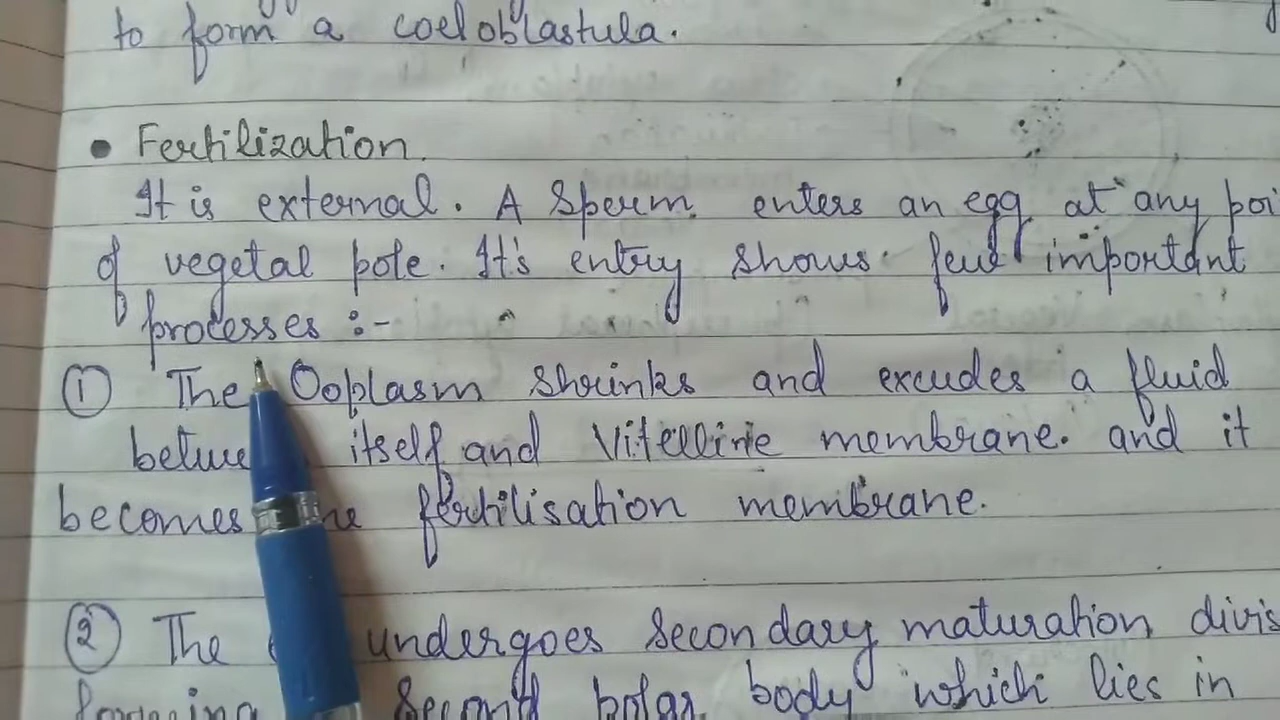 to form a coeloblastula.
• Fertilization.
It is external. A Sperm enters an egg at any poi
of vegetal pole. It's entry shows few important
processes :-
① The Ooplasm shrinks and excudes a fluid
itself and Vitelline membrane. and it
becomes fertilisation membrane.
② The undergoes secondary maturation divis
Second polar body which lies in